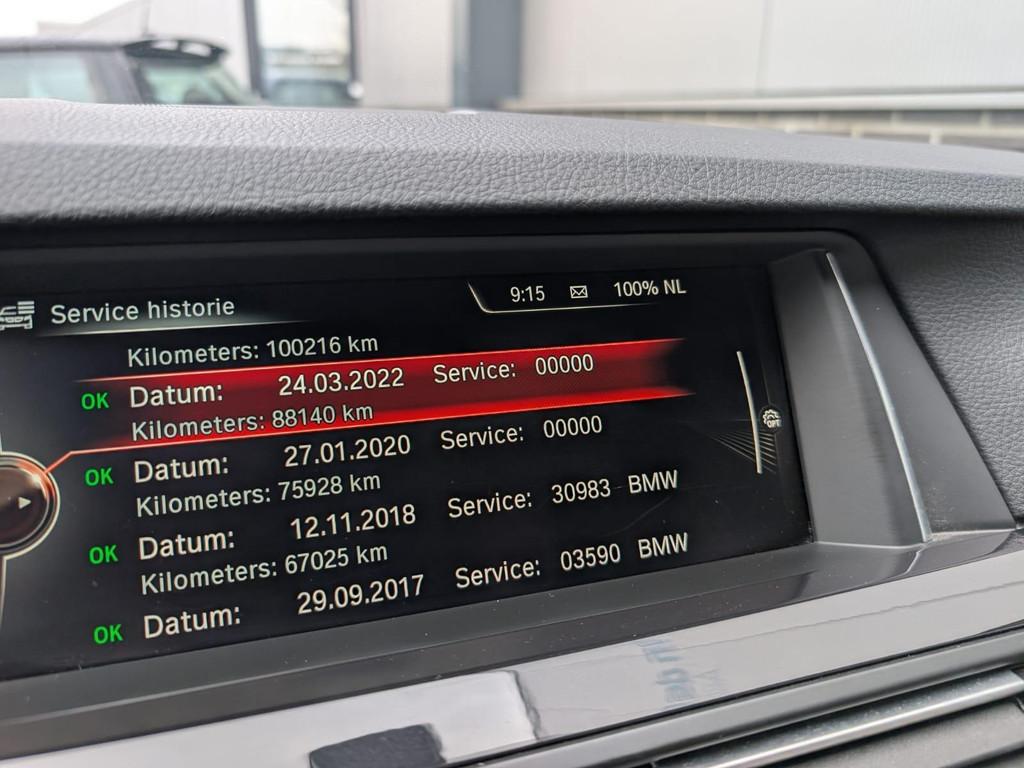 Service historie
9:15 100% NL
Kilometers: 100216 km
OK Datum: 24.03.2022 Service: 00000
Kilometers: 88140 km
OK Datum: 27.01.2020 Service: 00000
Kilometers: 75928 km
OK Datum: 12.11.2018 Service: 30983 BMW
Kilometers: 67025 km
OK Datum: 29.09.2017 Service: 03590 BMW
OPT